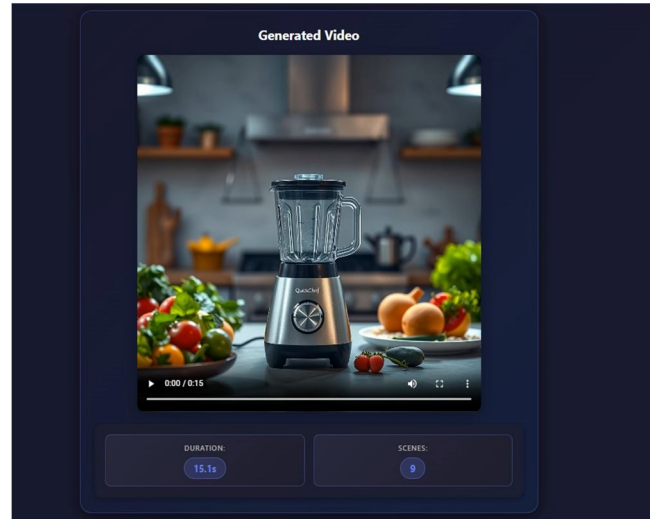 Generated Video
QuickChef
0:00 / 0:15
DURATION:
SCENES:
15.1s
9